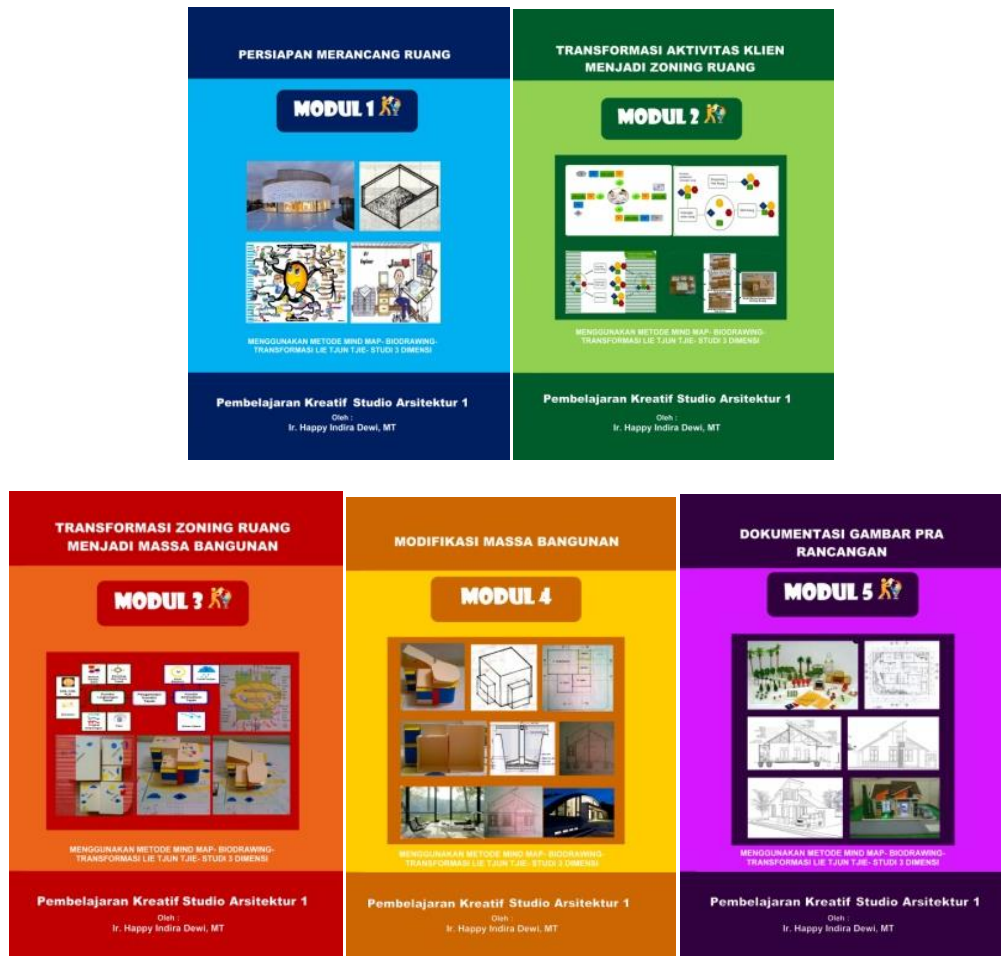 PERSIAPAN MERANCANG RUANG
MODUL 1
MENGGUNAKAN METODE MIND MAP- BIODRAWING-
TRANSFORMASI LIE TJUN TJIE- STUDI 3 DIMENSI
Pembelajaran Kreatif Studio Arsitektur 1
Oleh :
Ir. Happy Indira Dewi, MT
TRANSFORMASI AKTIVITAS KLIEN
MENJADI ZONING RUANG
MODUL 2
MENGGUNAKAN METODE MIND MAP- BIODRAWING-
TRANSFORMASI LIE TJUN TJIE- STUDI 3 DIMENSI
Pembelajaran Kreatif Studio Arsitektur 1
Oleh :
Ir. Happy Indira Dewi, MT
TRANSFORMASI ZONING RUANG
MENJADI MASSA BANGUNAN
MODUL 3
MENGGUNAKAN METODE MIND MAP- BIODRAWING-
TRANSFORMASI LIE TJUN TJIE- STUDI 3 DIMENSI
Pembelajaran Kreatif Studio Arsitektur 1
Oleh :
Ir. Happy Indira Dewi, MT
MODIFIKASI MASSA BANGUNAN
MODUL 4
MENGGUNAKAN METODE MIND MAP- BIODRAWING-
TRANSFORMASI LIE TJUN TJIE- STUDI 3 DIMENSI
Pembelajaran Kreatif Studio Arsitektur 1
Oleh :
Ir. Happy Indira Dewi, MT
DOKUMENTASI GAMBAR PRA
RANCANGAN
MODUL 5
MENGGUNAKAN METODE MIND MAP- BIODRAWING-
TRANSFORMASI LIE TJUN TJIE- STUDI 3 DIMENSI
Pembelajaran Kreatif Studio Arsitektur 1
Oleh :
Ir. Happy Indira Dewi, MT